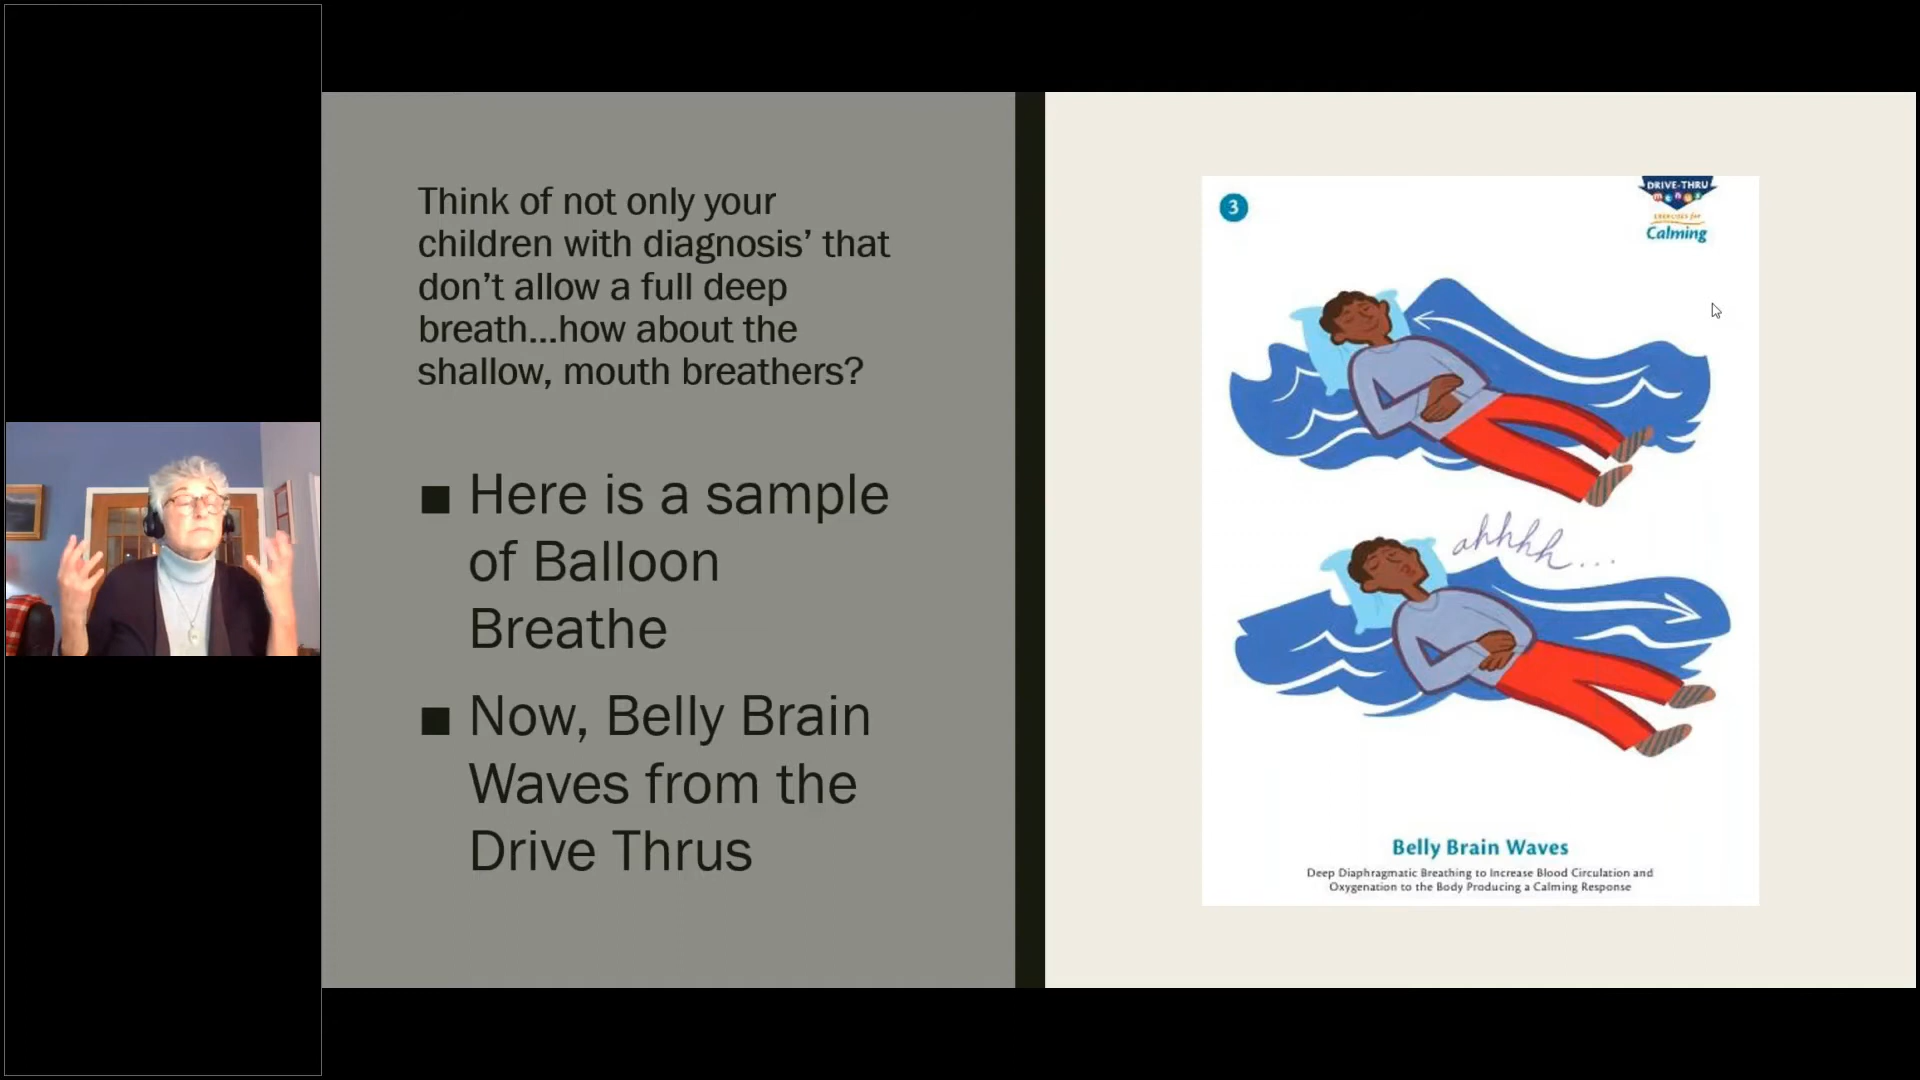 Think of not only your
children with diagnosis’ that
don’t allow a full deep
breath...how about the
shallow, mouth breathers?
■ Here is a sample
of Balloon
Breathe
■ Now, Belly Brain
Waves from the
Drive Thrus
3
DRIVE-THRU
menus
EXERCISES for
Calming
ahhhh...
Belly Brain Waves
Deep Diaphragmatic Breathing to Increase Blood Circulation and
Oxygenation to the Body Producing a Calming Response